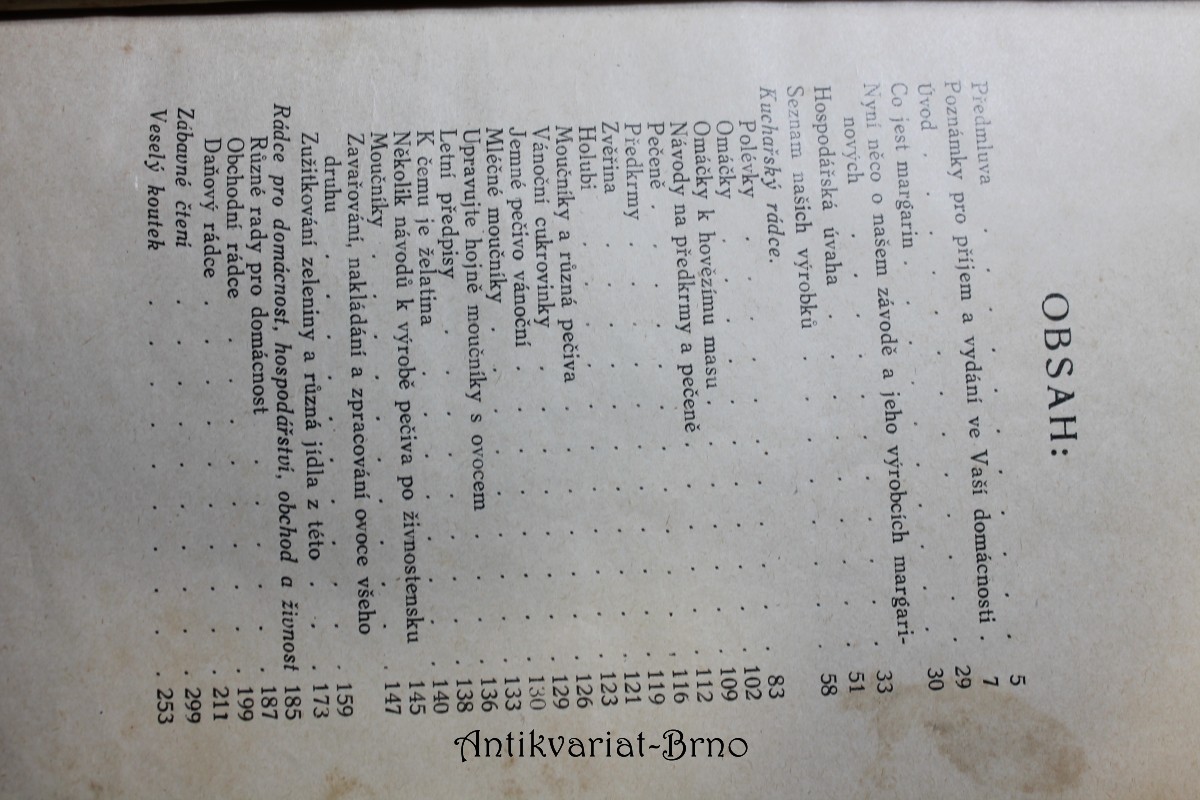 OBSAH:
Předmluva . . . . . . . . . . 5
Poznámky pro příjem a vydání ve Vaší domácnosti . 7
Úvod . . . . . . . . . . . 29
Co jest margarin . . . . . . . . . 30
Nyní něco o našem závodě a jeho výrobcích margari-
nových . . . . . . . . . . 33
Hospodářská úvaha . . . . . . . . 51
Seznam našich výrobků . . . . . . . 58
Kuchařský rádce.
Polévky . . . . . . . . . . 83
Omáčky . . . . . . . . . . 102
Omáčky k hovězímu masu . . . . . . 109
Návody na předkrmy a pečeně . . . . . 112
Pečeně . . . . . . . . . . 116
Předkrmy . . . . . . . . . 119
Zvěřina . . . . . . . . . . 121
Holubi . . . . . . . . . . 123
Moučníky a různá pečiva . . . . . . 126
Vánoční cukrovinky . . . . . . . 129
Jemné pečivo vánoční . . . . . . . 130
Mléčné moučníky . . . . . . . . 133
Upravujte hojně moučníky s ovocem . . . 136
Letní předpisy . . . . . . . . 138
K čemu je želatina . . . . . . . . 140
Několik návodů k výrobě pečiva po živnostensku 145
Moučníky . . . . . . . . . 147
Zavařování, nakládání a zpracování ovoce všeho
druhu . . . . . . . . . . 159
Zužitkování zeleniny a různá jídla z této . . . 173
Rádce pro domácnost, hospodářství, obchod a živnost 185
Různé rady pro domácnost . . . . . . 187
Obchodní rádce . . . . . . . . 199
Daňový rádce . . . . . . . . . 211
Zábavné čtení . . . . . . . . . 299
Veselý koutek . . . . . . . . . 253
Antikvariat-Brno